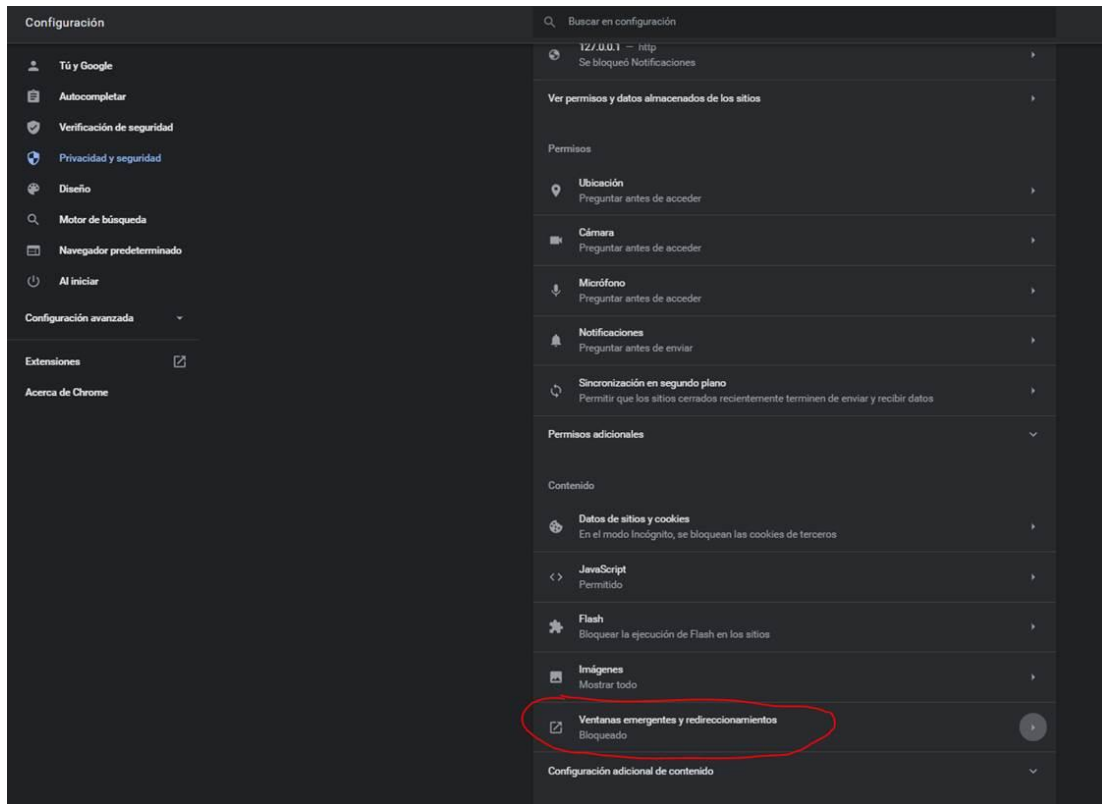 Configuración
Buscar en configuración
Tú y Google
Autocompletar
Verificación de seguridad
Privacidad y seguridad
Diseño
Motor de búsqueda
Navegador predeterminado
Al iniciar
Configuración avanzada
Extensiones
Acerca de Chrome
127.0.0.1 — http
Se bloqueó Notificaciones
Ver permisos y datos almacenados de los sitios
Permisos
Ubicación
Preguntar antes de acceder
Cámara
Preguntar antes de acceder
Micrófono
Preguntar antes de acceder
Notificaciones
Preguntar antes de enviar
Sincronización en segundo plano
Permitir que los sitios cerrados recientemente terminen de enviar y recibir datos
Permisos adicionales
Contenido
Datos de sitios y cookies
En el modo Incógnito, se bloquean las cookies de terceros
JavaScript
Permitido
Flash
Bloquear la ejecución de Flash en los sitios
Imágenes
Mostrar todo
Ventanas emergentes y redireccionamientos
Bloqueado
Configuración adicional de contenido